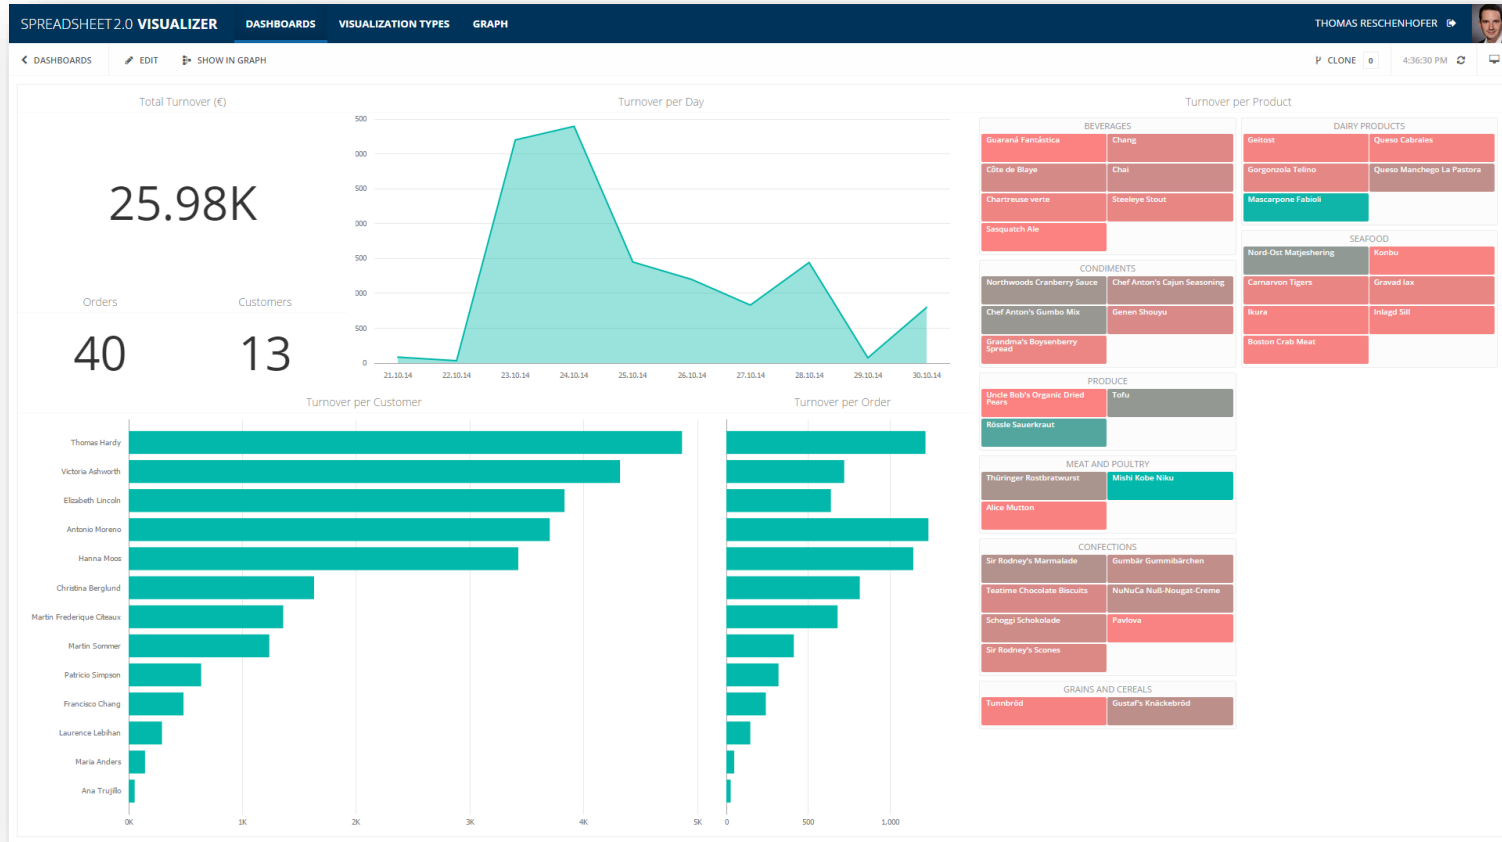 SPREADSHEET 2.0 VISUALIZER
DASHBOARDS
VISUALIZATION TYPES
GRAPH
THOMAS RESCHENHOFER
DASHBOARDS
EDIT
SHOW IN GRAPH
CLONE 0
4:36:30 PM
Total Turnover (€)
25.98K
Orders
Customers
40
13
Turnover per Day
500
000
500
000
500
000
500
0
21.10.14
22.10.14
23.10.14
24.10.14
25.10.14
26.10.14
27.10.14
28.10.14
29.10.14
30.10.14
Turnover per Customer
Thomas Hardy
Victoria Ashworth
Elizabeth Lincoln
Antonio Moreno
Hanna Moos
Christina Berglund
Martin Frederique Citeaux
Martin Sommer
Patricio Simpson
Francisco Chang
Laurence Lebihan
Maria Anders
Ana Trujillo
0K
1K
2K
3K
4K
5K
Turnover per Order
0
500
1,000
Turnover per Product
BEVERAGES
Guaraná Fantástica
Chang
Côte de Blaye
Chai
Chartreuse verte
Steeleye Stout
Sasquatch Ale
CONDIMENTS
Northwoods Cranberry Sauce
Chef Anton's Cajun Seasoning
Chef Anton's Gumbo Mix
Genen Shouyu
Grandma's Boysenberry
Spread
PRODUCE
Uncle Bob's Organic Dried
Pears
Tofu
Rössle Sauerkraut
MEAT AND POULTRY
Thüringer Rostbratwurst
Mishi Kobe Niku
Alice Mutton
CONFECTIONS
Sir Rodney's Marmalade
Gumbär Gummibärchen
Teatime Chocolate Biscuits
NuNuCa Nuß-Nougat-Creme
Schoggi Schokolade
Pavlova
Sir Rodney's Scones
GRAINS AND CEREALS
Tunnbröd
Gustaf's Knäckebröd
DAIRY PRODUCTS
Geitost
Queso Cabrales
Gorgonzola Telino
Queso Manchego La Pastora
Mascarpone Fabioli
SEAFOOD
Nord-Ost Matjeshering
Konbu
Carnarvon Tigers
Gravad lax
Ikura
Inlagd Sill
Boston Crab Meat